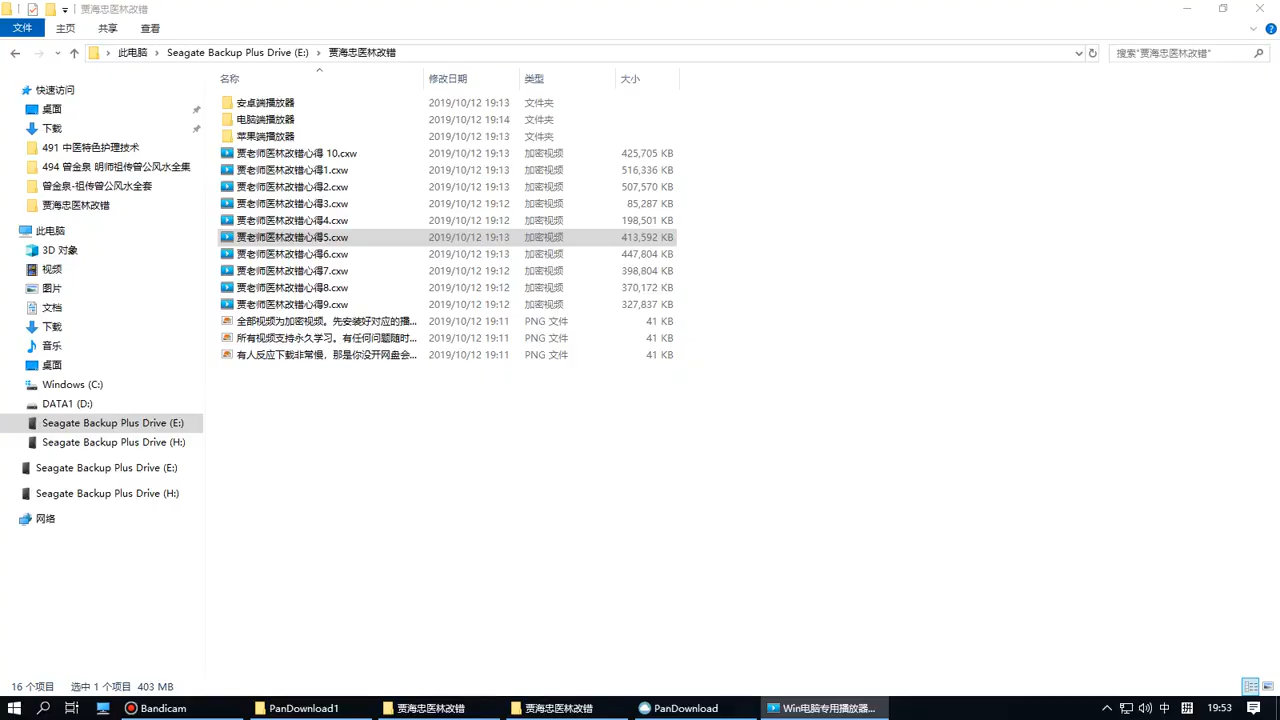 贾海忠医林改错
文件
主页
共享
查看
此电脑
Seagate Backup Plus Drive (E:)
贾海忠医林改错
搜索"贾海忠医林改错"
名称
修改日期
类型
大小
快速访问
桌面
下载
491 中医特色护理技术
494 曾金泉 明师祖传曾公风水全集
曾金泉-祖传曾公风水全套
贾海忠医林改错
此电脑
3D 对象
视频
图片
文档
下载
音乐
桌面
Windows (C:)
DATA1 (D:)
Seagate Backup Plus Drive (E:)
Seagate Backup Plus Drive (H:)
Seagate Backup Plus Drive (E:)
Seagate Backup Plus Drive (H:)
网络
安卓端播放器 2019/10/12 19:13 文件夹
电脑端播放器 2019/10/12 19:14 文件夹
苹果端播放器 2019/10/12 19:13 文件夹
贾老师医林改错心得 10.cxw 2019/10/12 19:13 加密视频 425,705 KB
贾老师医林改错心得1.cxw 2019/10/12 19:13 加密视频 516,336 KB
贾老师医林改错心得2.cxw 2019/10/12 19:13 加密视频 507,570 KB
贾老师医林改错心得3.cxw 2019/10/12 19:12 加密视频 85,287 KB
贾老师医林改错心得4.cxw 2019/10/12 19:12 加密视频 198,501 KB
贾老师医林改错心得5.cxw 2019/10/12 19:13 加密视频 413,592 KB
贾老师医林改错心得6.cxw 2019/10/12 19:13 加密视频 447,804 KB
贾老师医林改错心得7.cxw 2019/10/12 19:12 加密视频 398,804 KB
贾老师医林改错心得8.cxw 2019/10/12 19:12 加密视频 370,172 KB
贾老师医林改错心得9.cxw 2019/10/12 19:12 加密视频 327,837 KB
全部视频为加密视频。先安装好对应的播... 2019/10/12 19:11 PNG 文件 41 KB
所有视频支持永久学习。有任何问题随时... 2019/10/12 19:11 PNG 文件 41 KB
有人反应下载非常慢，那是你没开网盘会... 2019/10/12 19:11 PNG 文件 41 KB
16 个项目 选中 1 个项目 403 MB
Bandicam
PanDownload1
贾海忠医林改错
贾海忠医林改错
PanDownload
Win电脑专用播放器...
中
拼
19:53